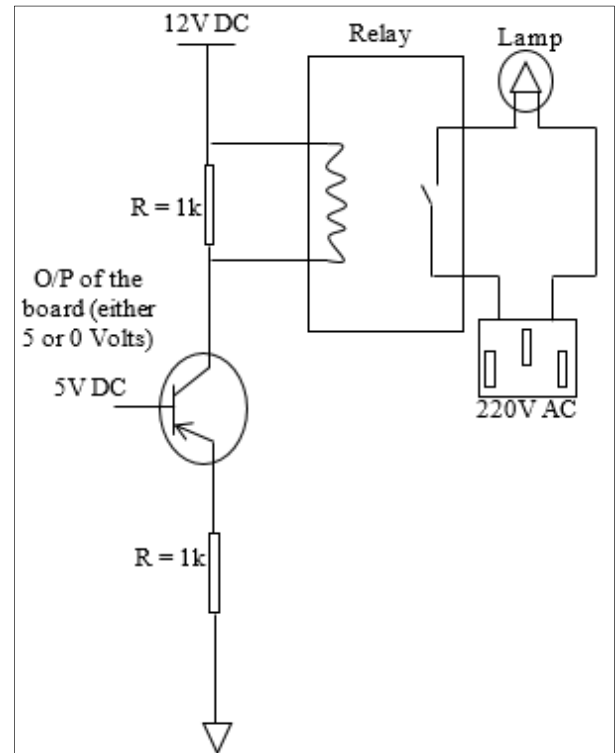 12V DC
Relay
Lamp
R = 1k
O/P of the
board (either
5 or 0 Volts)
5V DC
220V AC
R = 1k